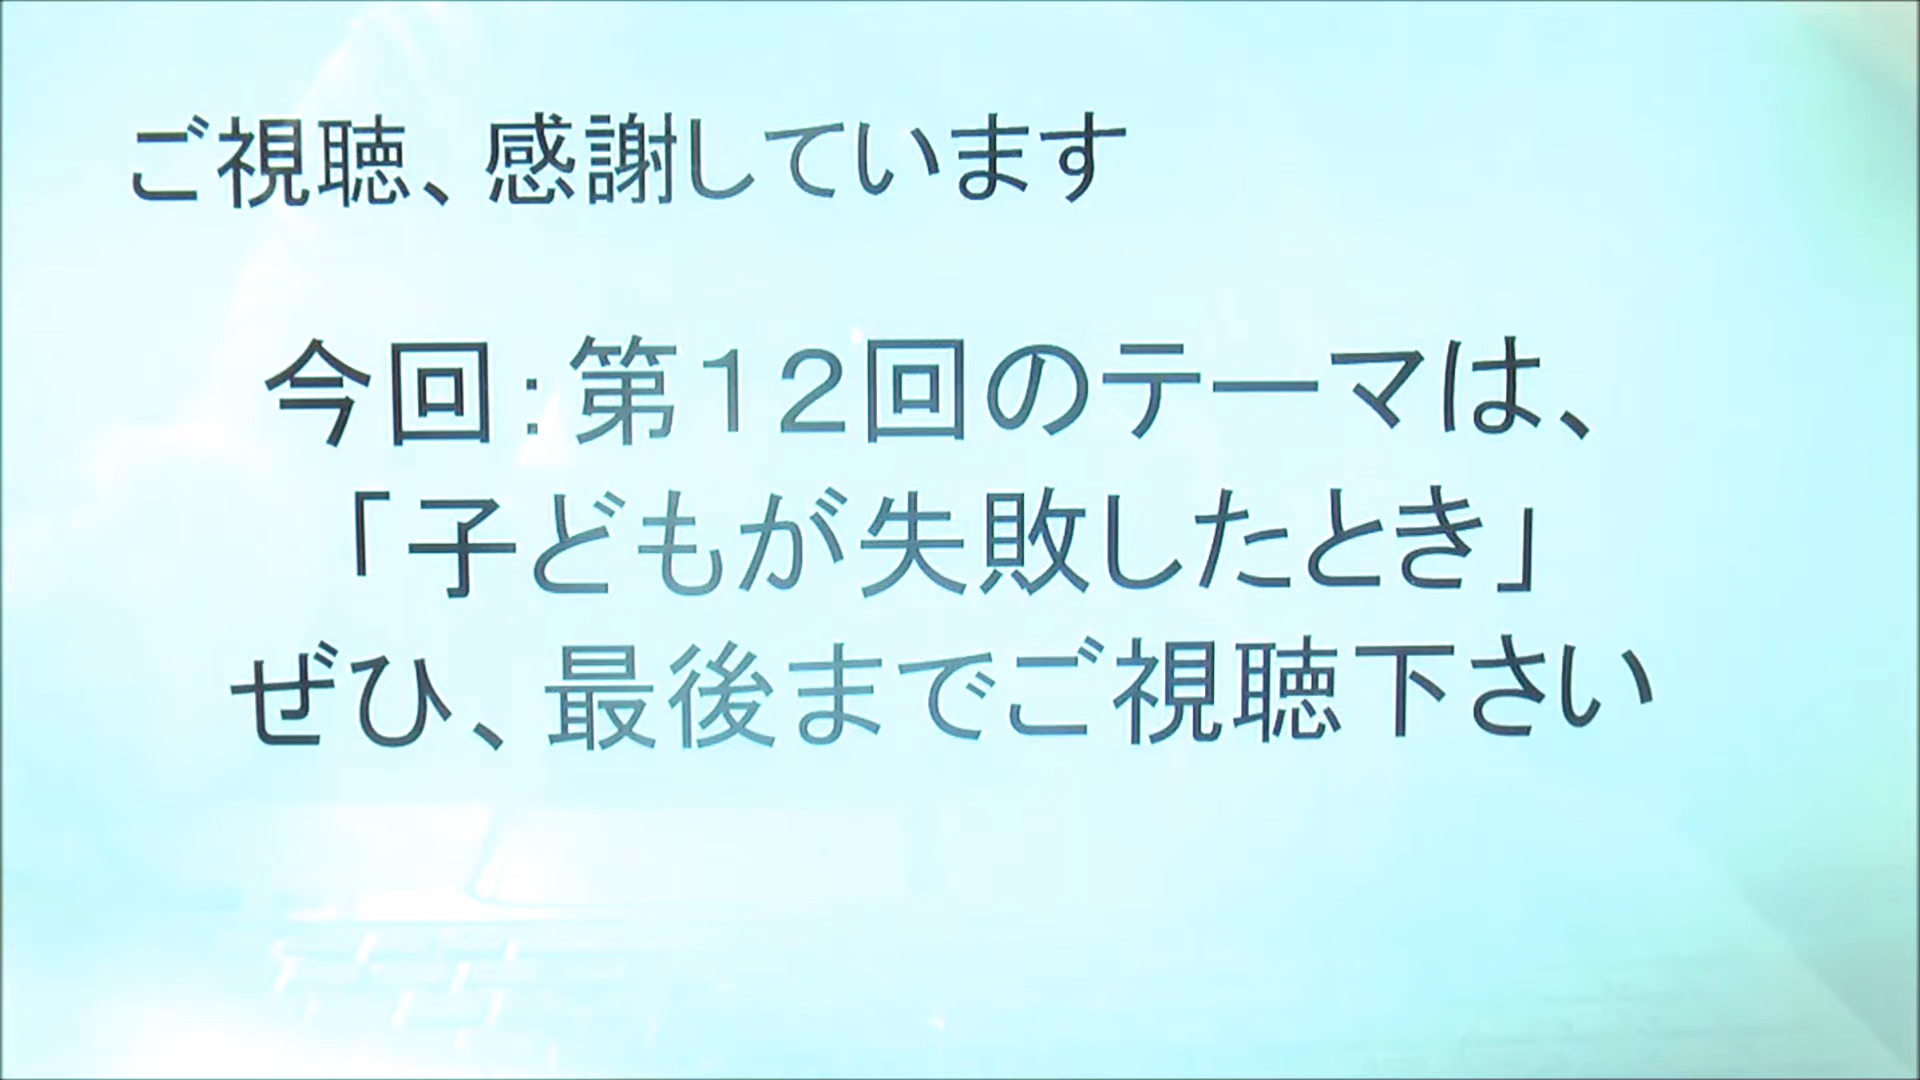 ご視聴、感謝しています
今回：第１２回のテーマは、
「子どもが失敗したとき」
ぜひ、最後までご視聴下さい